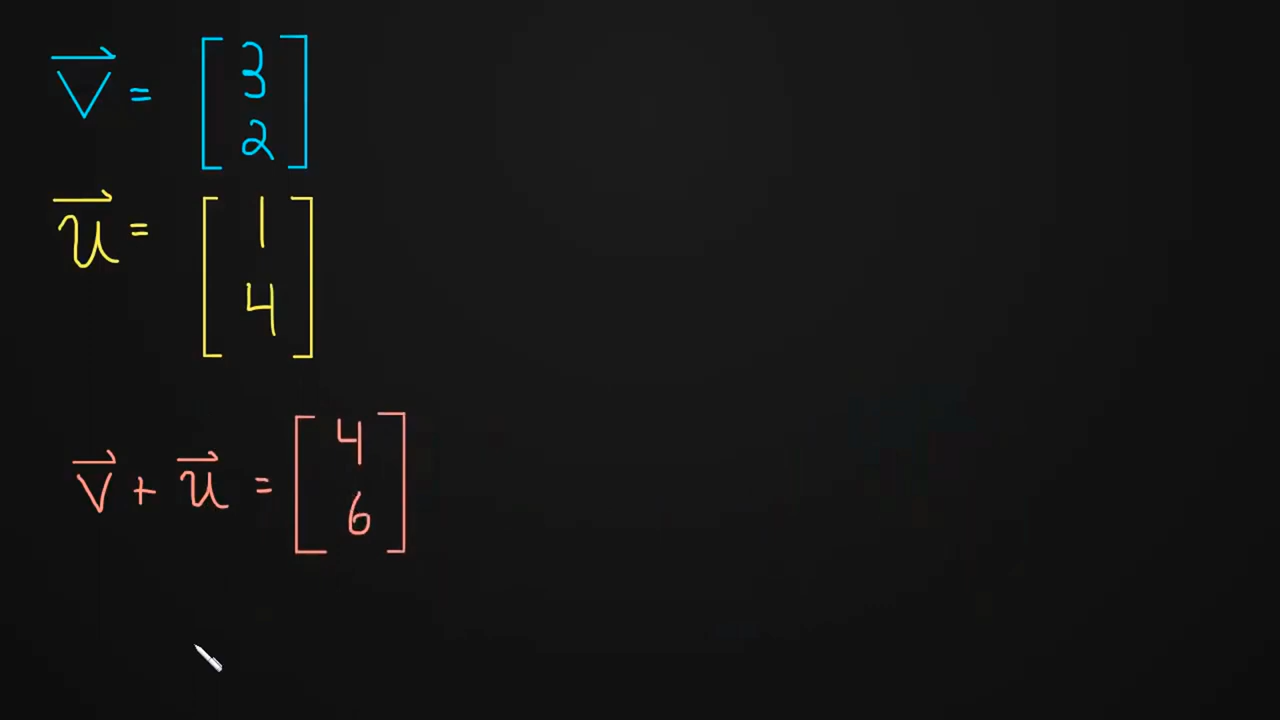 v⃗ = [3 2]
u⃗ = [1 4]
v⃗ + u⃗ = [4 6]